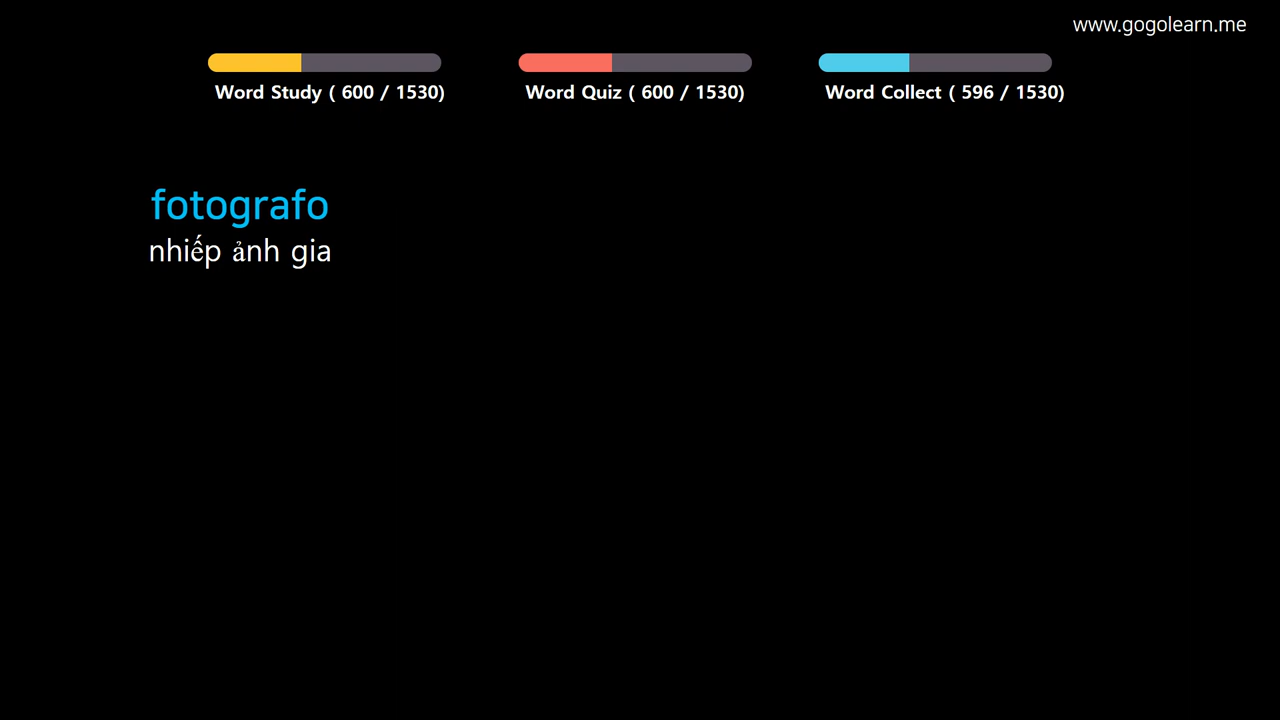 www.gogolearn.me
Word Study ( 600 / 1530)
Word Quiz ( 600 / 1530)
Word Collect ( 596 / 1530)
fotografo
nhiếp ảnh gia